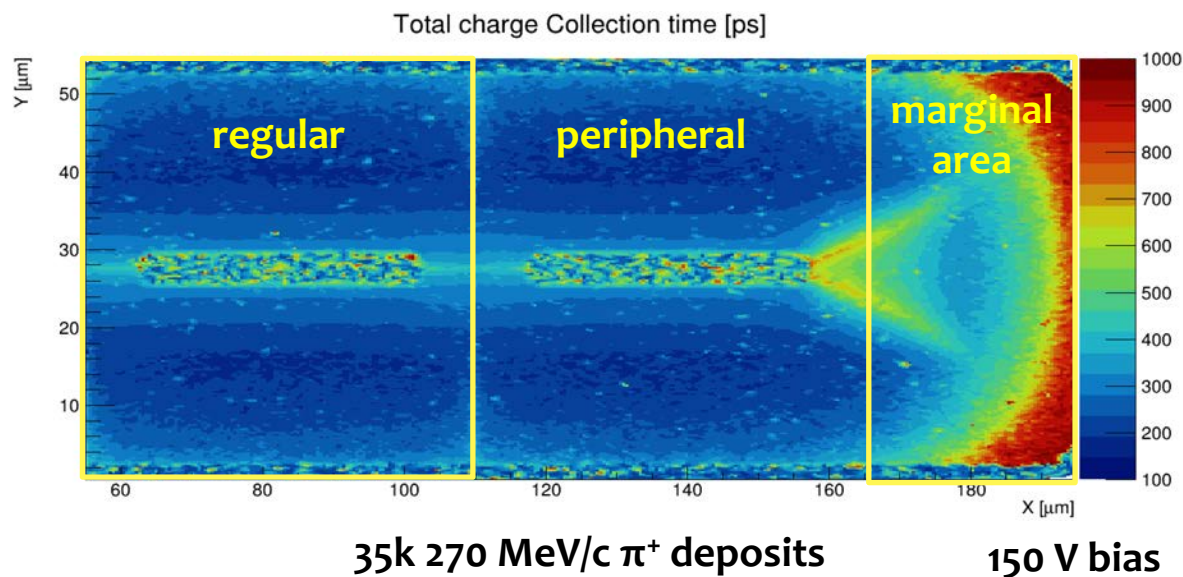 Total charge Collection time [ps]
Y [μm]
50
40
30
20
10
regular
peripheral
marginal
area
1000
900
800
700
600
500
400
300
200
100
60
80
100
120
140
160
180
X [μm]
35k 270 MeV/c π⁺ deposits
150 V bias